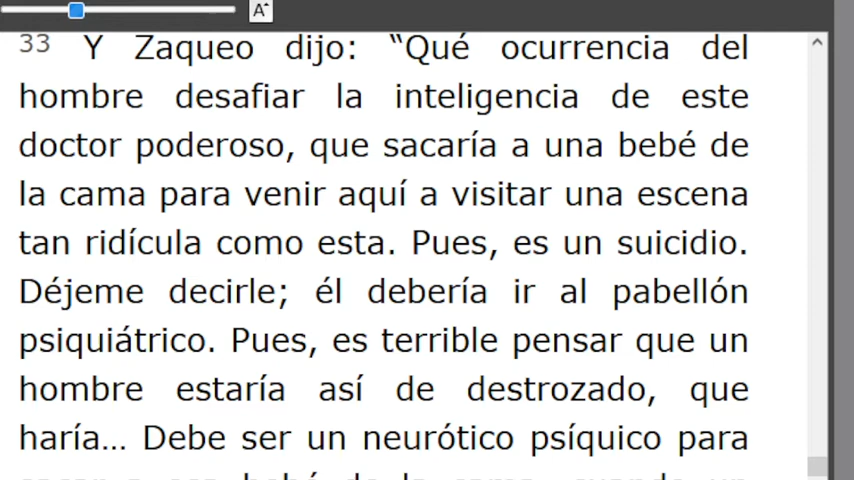 A
33 Y Zaqueo dijo: “Qué ocurrencia del
hombre desafiar la inteligencia de este
doctor poderoso, que sacaría a una bebé de
la cama para venir aquí a visitar una escena
tan ridícula como esta. Pues, es un suicidio.
Déjeme decirle; él debería ir al pabellón
psiquiátrico. Pues, es terrible pensar que un
hombre estaría así de destrozado, que
haría… Debe ser un neurótico psíquico para